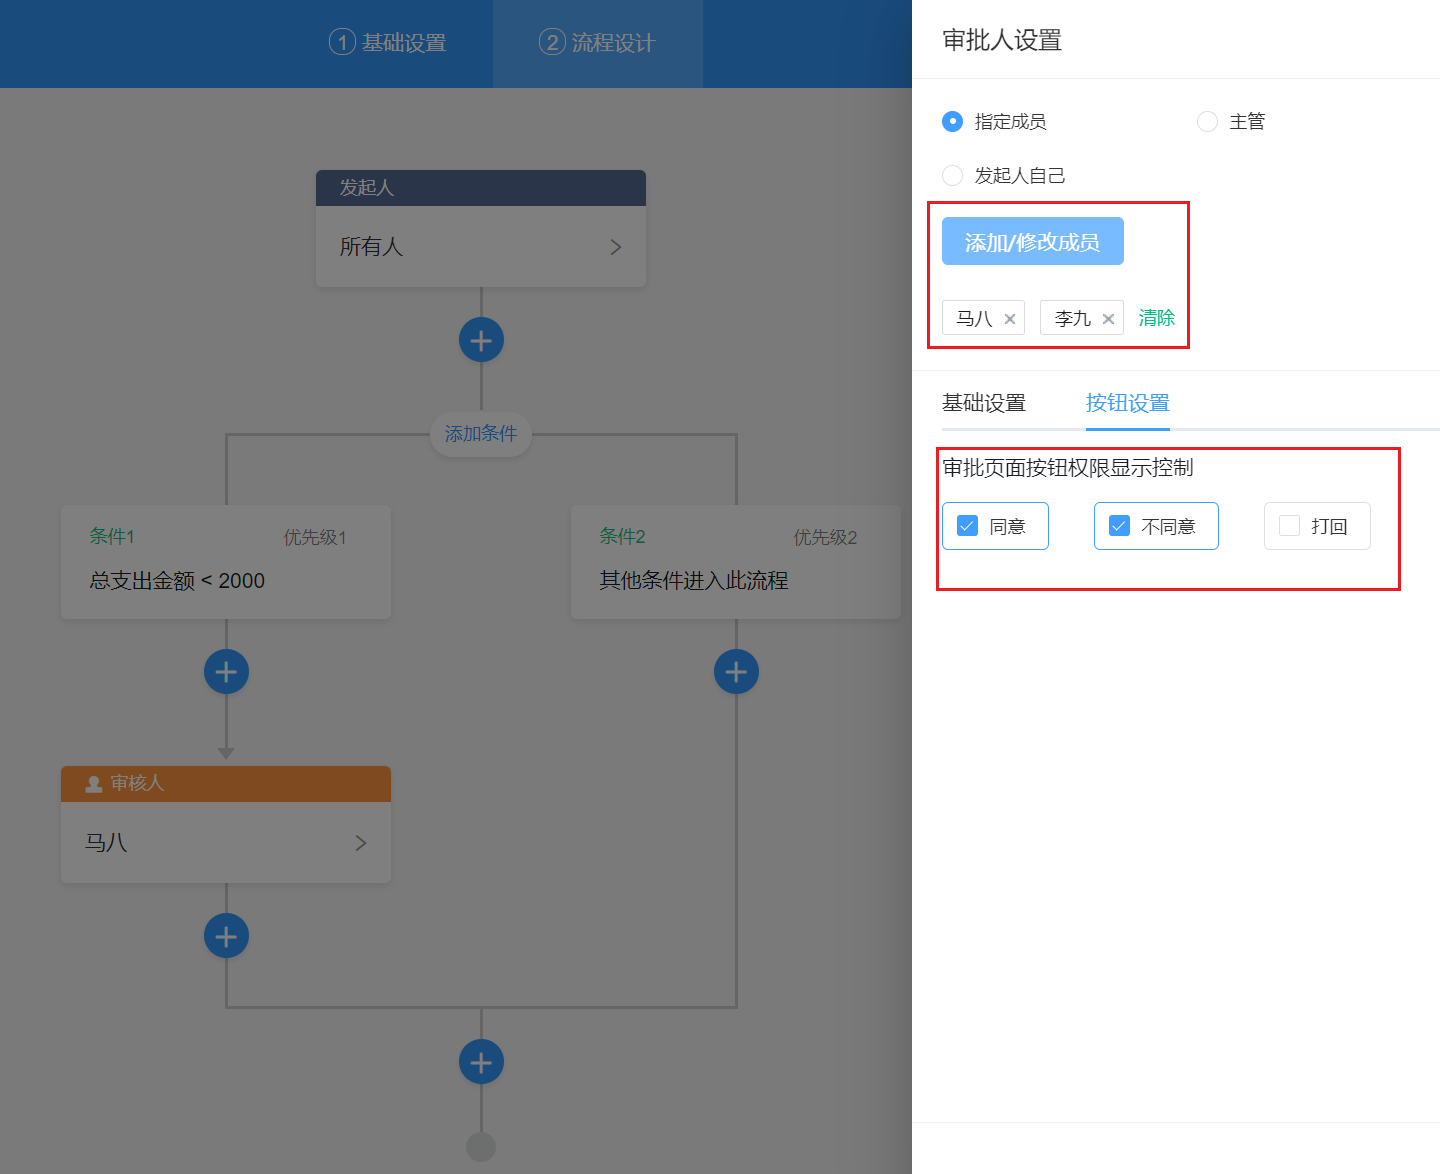 ① 基础设置
② 流程设计
发起人
所有人
添加条件
条件1
优先级1
总支出金额 < 2000
条件2
优先级2
其他条件进入此流程
审核人
马八
审批人设置
指定成员
主管
发起人自己
添加/修改成员
马八
李九
清除
基础设置
按钮设置
审批页面按钮权限显示控制
同意
不同意
打回